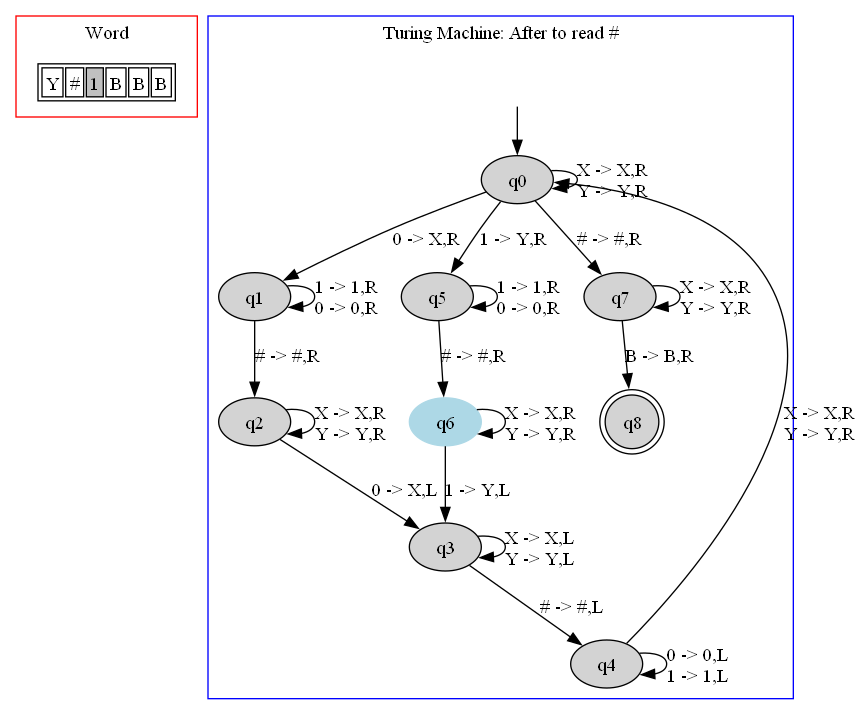 Word
Y # 1 B B B
Turing Machine: After to read #
q0
X -> X,R
Y -> Y,R
0 -> X,R
1 -> Y,R
# -> #,R
q1
1 -> 1,R
0 -> 0,R
q5
1 -> 1,R
0 -> 0,R
q7
X -> X,R
Y -> Y,R
# -> #,R
# -> #,R
B -> B,R
q2
X -> X,R
Y -> Y,R
q6
X -> X,R
Y -> Y,R
q8
X -> X,R
Y -> Y,R
0 -> X,L
1 -> Y,L
q3
X -> X,L
Y -> Y,L
# -> #,L
q4
0 -> 0,L
1 -> 1,L